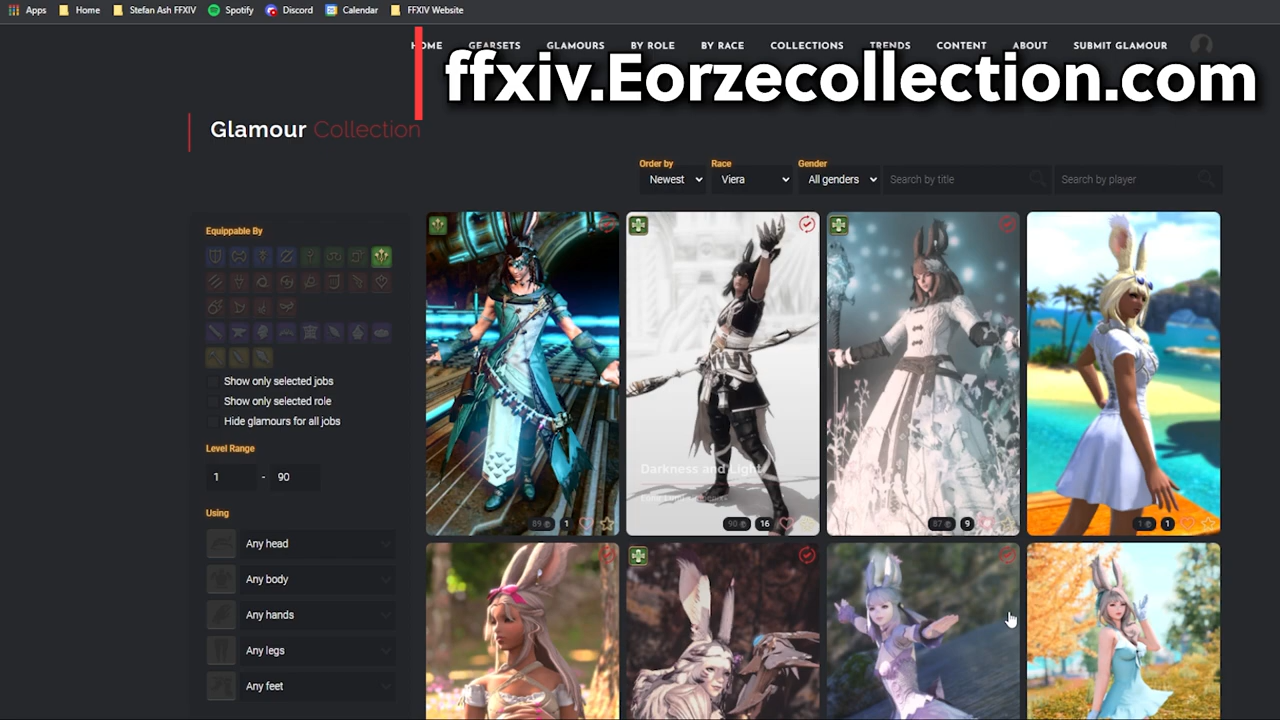 Apps Home Stefan Ash FFXIV Spotify Discord Calendar FFXIV Website
HOME GEARSETS GLAMOURS BY ROLE BY RACE COLLECTIONS TRENDS CONTENT ABOUT SUBMIT GLAMOUR
ffxiv.Eorzecollection.com
Glamour Collection
Order by Race Gender
Newest Viera All genders Search by title Search by player
Equippable By
Show only selected jobs
Show only selected role
Hide glamours for all jobs
Level Range
1 - 90
Using
Any head
Any body
Any hands
Any legs
Any feet
89 1
Darkness and Light
90 16
87 9
1 1